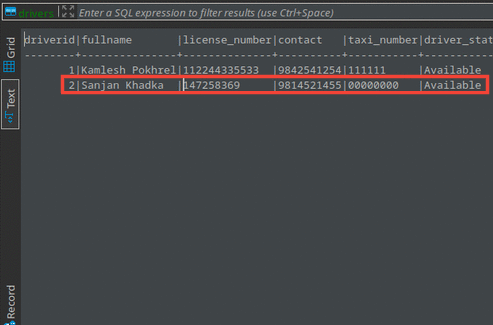 drivers Enter a SQL expression to filter results (use Ctrl+Space)
Grid
Text
Record
driverid|fullname |license_number|contact |taxi_number|driver_stat
--------+---------------+--------------+----------+-----------+-----------
1|Kamlesh Pokhrel|112244335533 |9842541254|111111 |Available
2|Sanjan Khadka |147258369 |9814521455|00000000 |Available